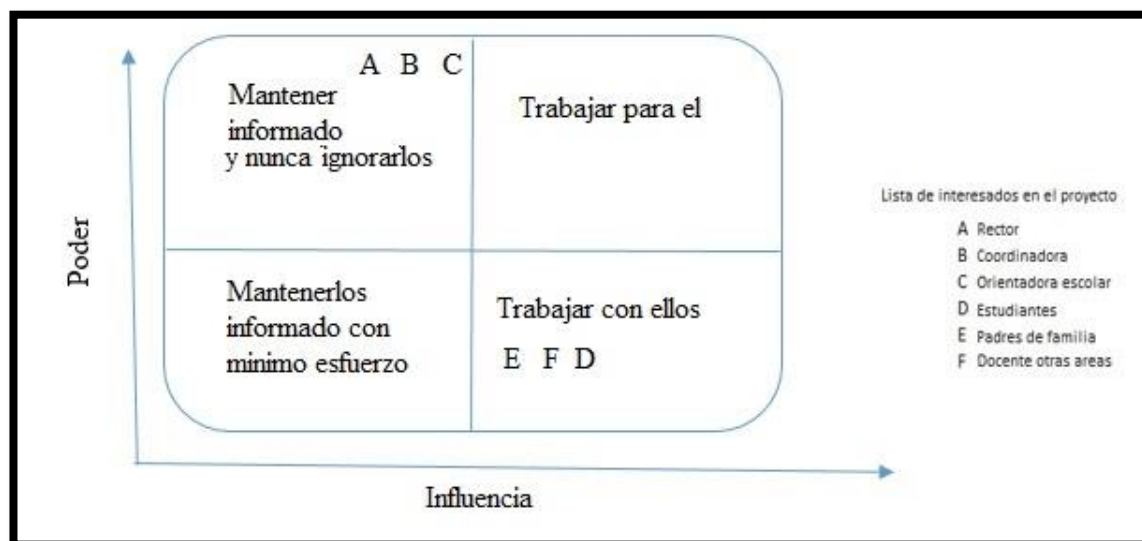 A B C
Mantener
informado
y nunca ignorarlos
Trabajar para el
Poder
Mantenerlos
informado con
minimo esfuerzo
Trabajar con ellos
E F D
Influencia
Lista de interesados en el proyecto
A Rector
B Coordinadora
C Orientadora escolar
D Estudiantes
E Padres de familia
F Docente otras areas